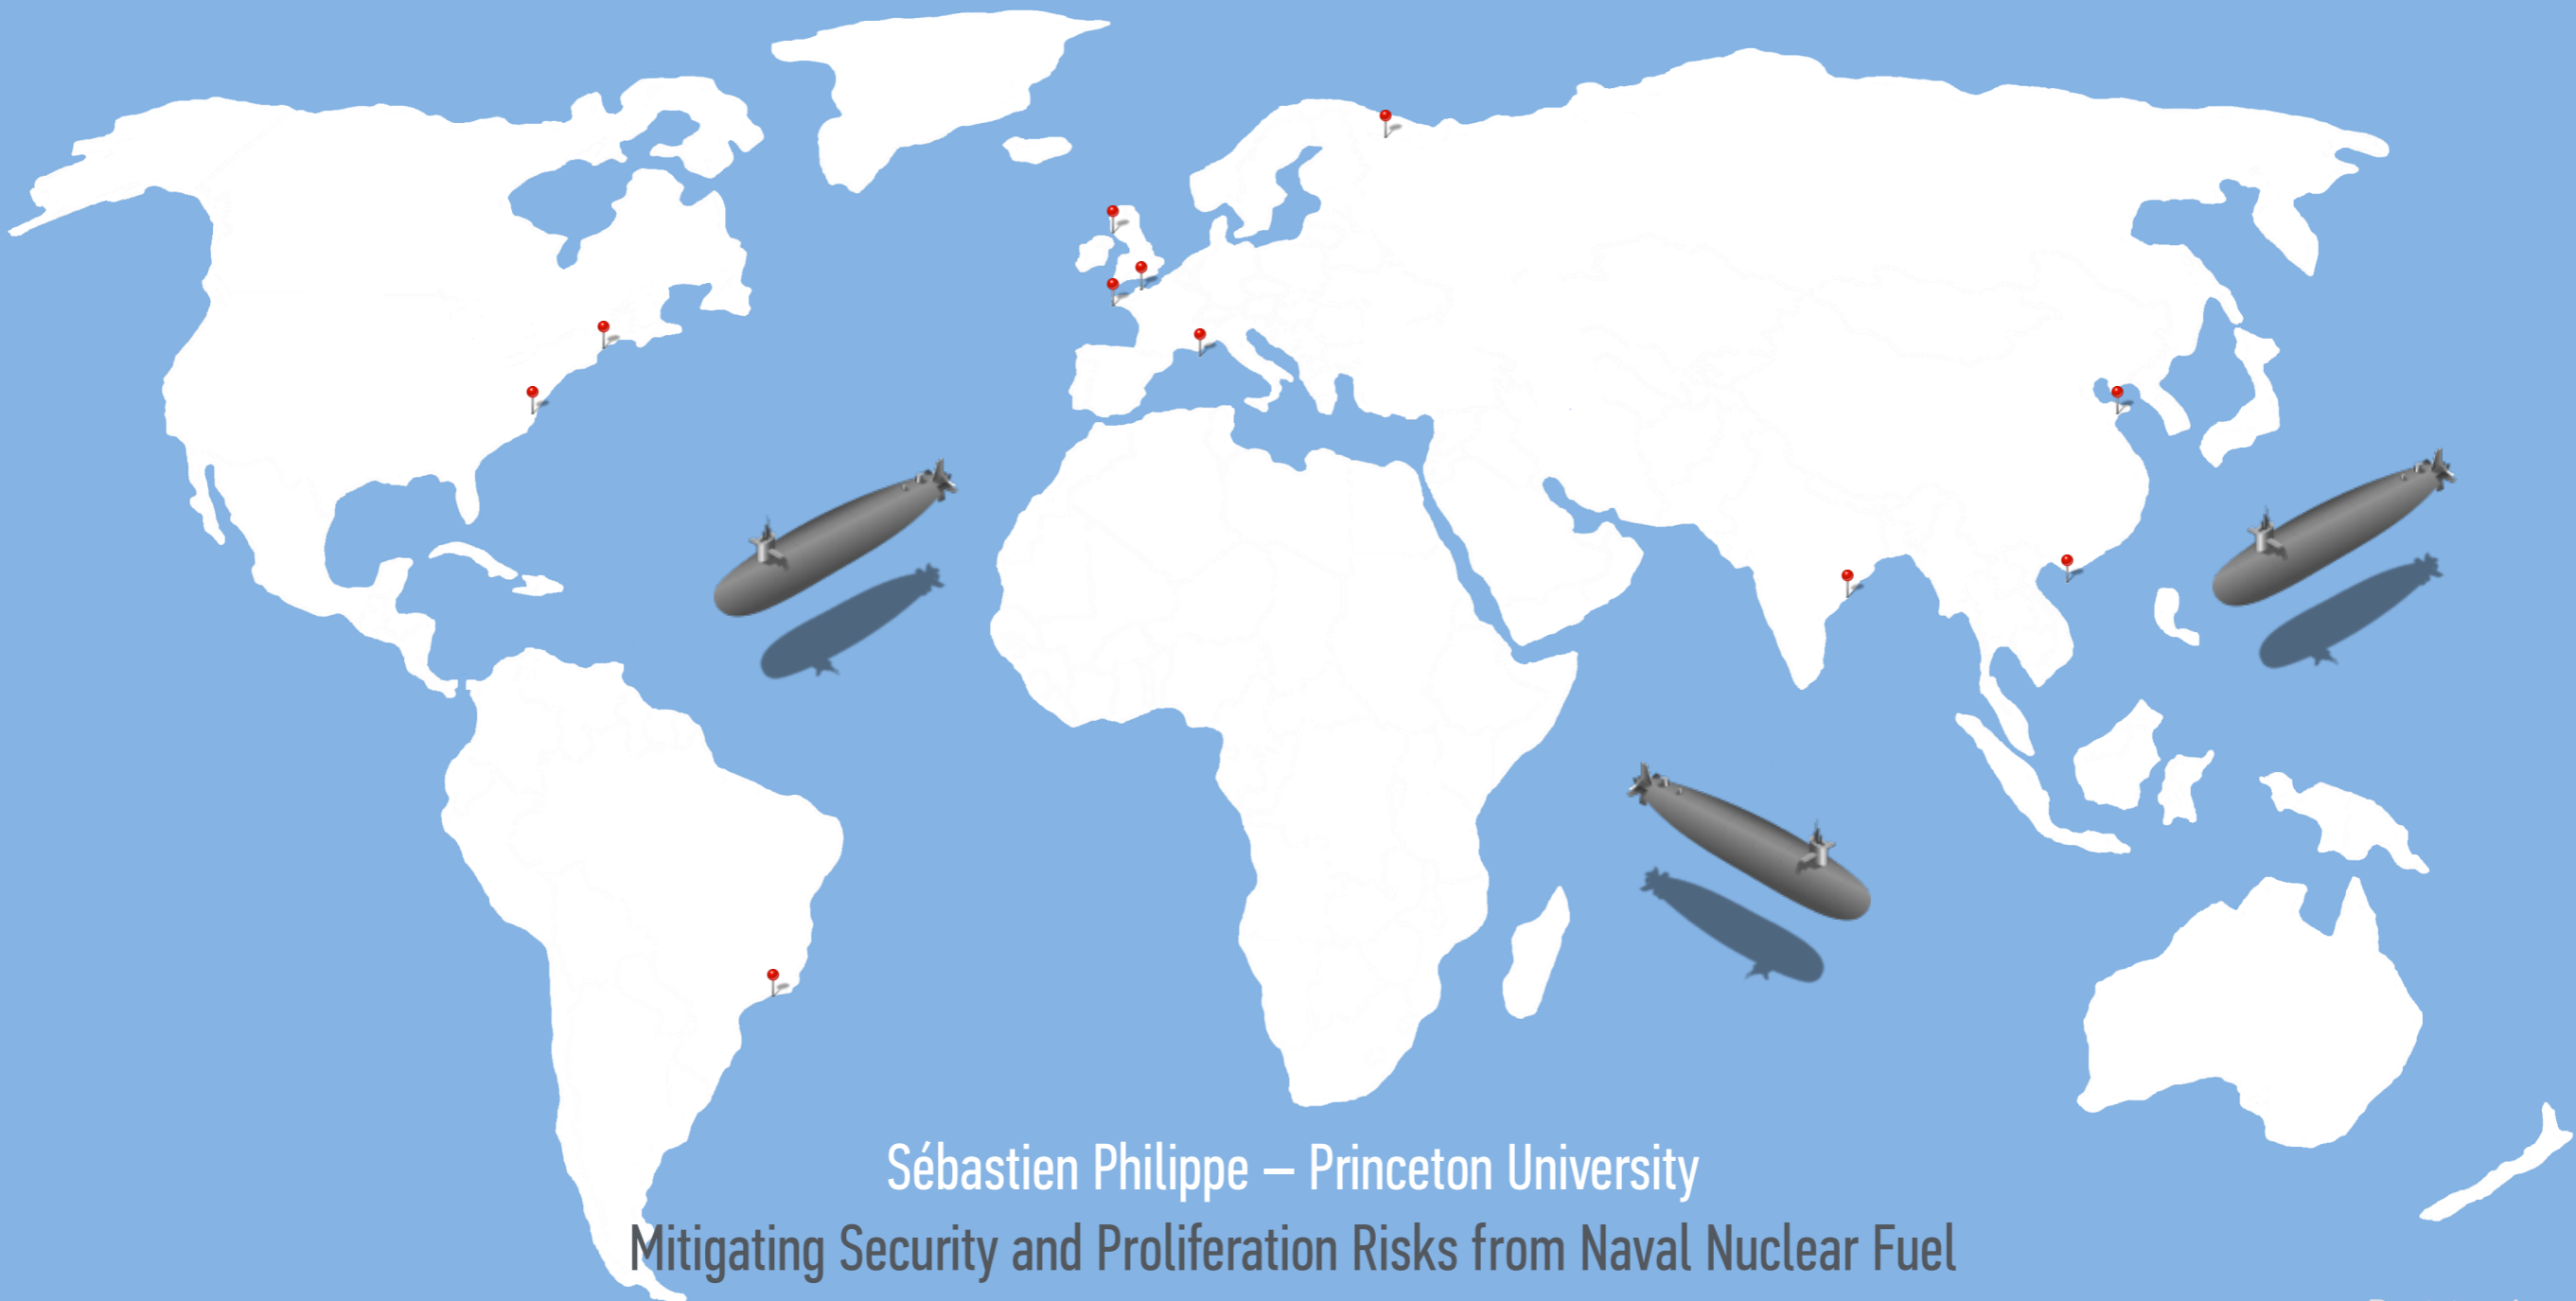 Sébastien Philippe – Princeton University
Mitigating Security and Proliferation Risks from Naval Nuclear Fuel